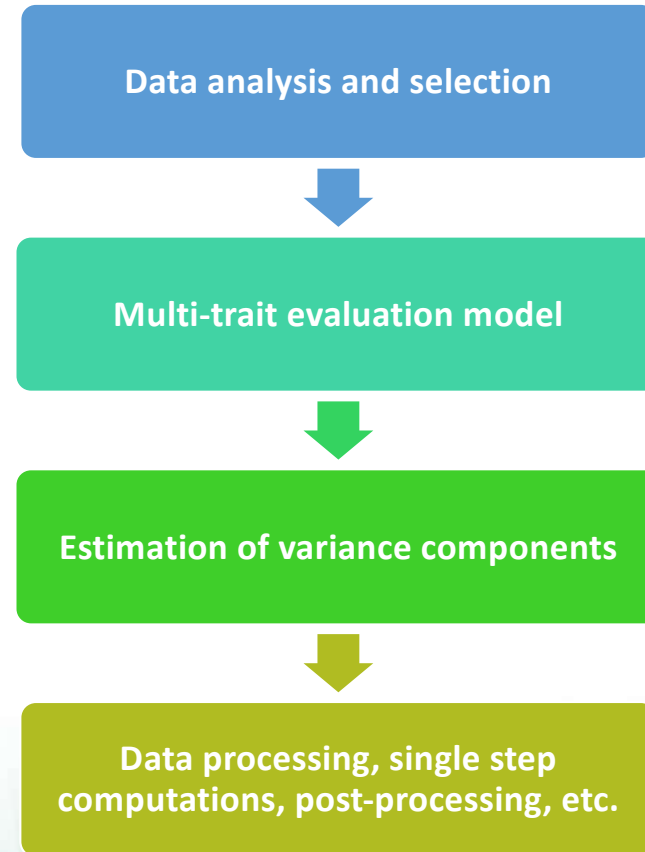 Data analysis and selection
Multi-trait evaluation model
Estimation of variance components
Data processing, single step
computations, post-processing, etc.